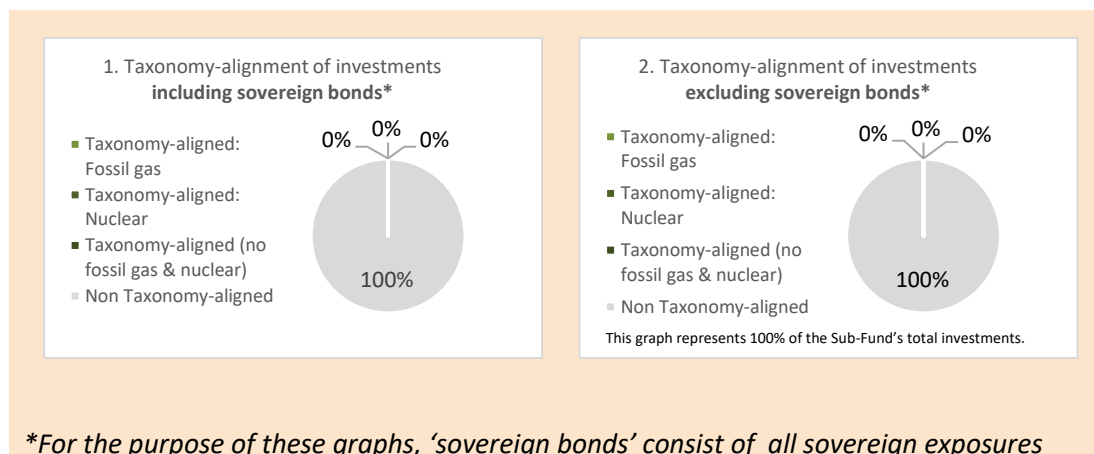 1. Taxonomy-alignment of investments
including sovereign bonds*
Taxonomy-aligned:
Fossil gas
Taxonomy-aligned:
Nuclear
Taxonomy-aligned (no
fossil gas & nuclear)
Non Taxonomy-aligned
0% 0% 0%
100%
2. Taxonomy-alignment of investments
excluding sovereign bonds*
Taxonomy-aligned:
Fossil gas
Taxonomy-aligned:
Nuclear
Taxonomy-aligned (no
fossil gas & nuclear)
Non Taxonomy-aligned
0% 0% 0%
100%
This graph represents 100% of the Sub-Fund's total investments.
*For the purpose of these graphs, ‘sovereign bonds’ consist of all sovereign exposures